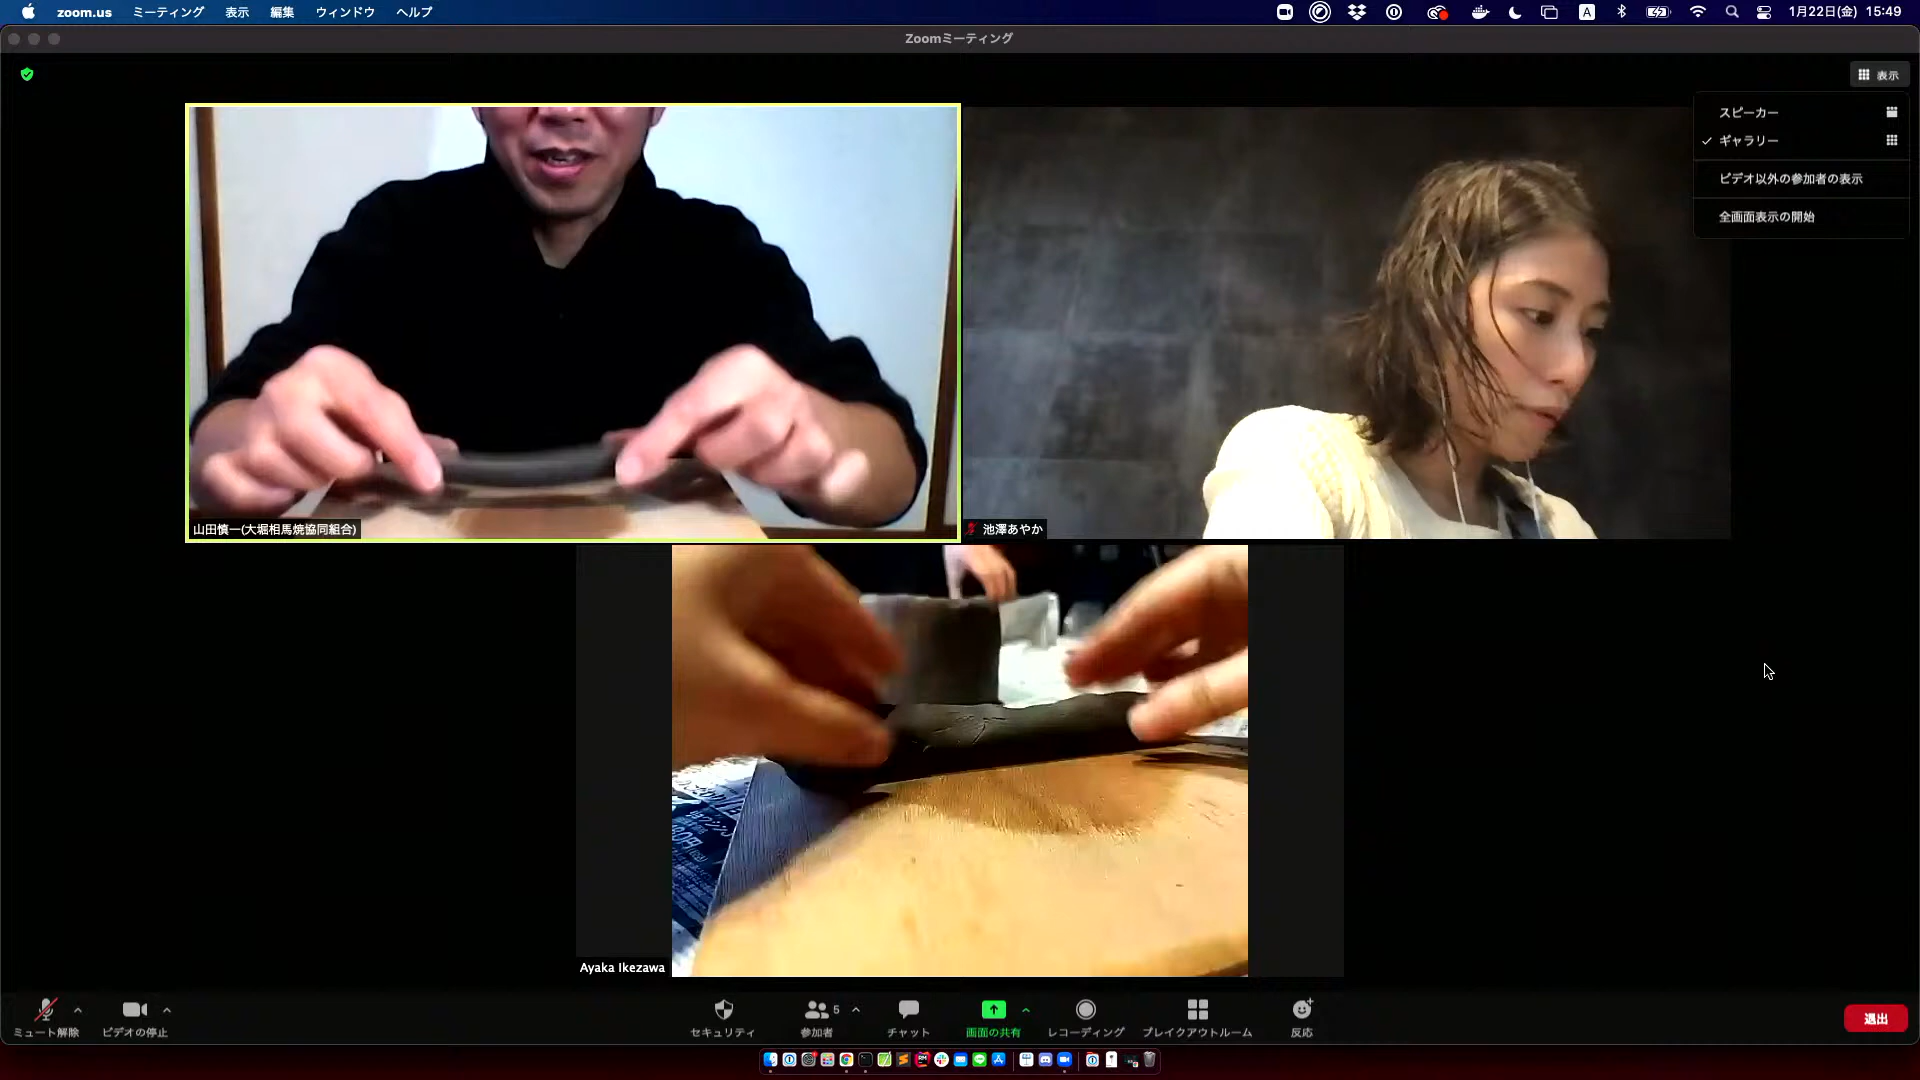 zoom.us ミーティング 表示 編集 ウィンドウ ヘルプ
A 1月22日(金) 15:49
Zoomミーティング
表示
スピーカー
ギャラリー
ビデオ以外の参加者の表示
全画面表示の開始
山田慎一(大堀相馬焼協同組合)
池澤あやか
Ayaka Ikezawa
ミュート解除
ビデオの停止
セキュリティ
5
参加者
チャット
画面の共有
レコーディング
ブレイクアウトルーム
反応
退出